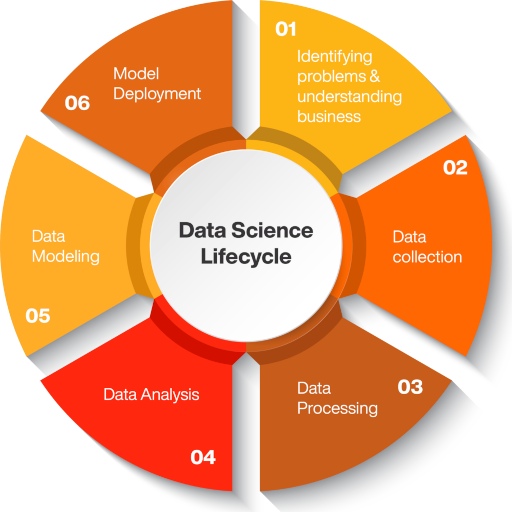 Data Science
Lifecycle
01
Identifying
problems &
understanding
business
02
Data
collection
03
Data
Processing
04
Data Analysis
05
Data
Modeling
06
Model
Deployment